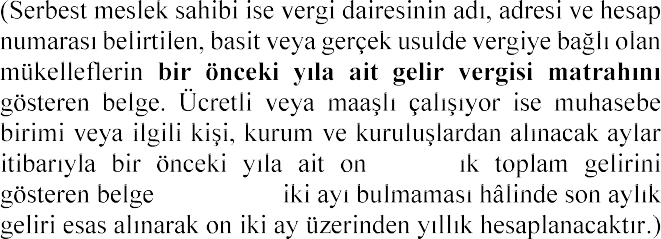 (Serbest meslek sahibi ise vergi dairesinin adı, adresi ve hesap
numarası belirtilen, basit veya gerçek usulde vergiye bağlı olan
mükelleflerin bir önceki yıla ait gelir vergisi matrahını
gösteren belge. Ücretli veya maaşlı çalışıyor ise muhasebe
birimi veya ilgili kişi, kurum ve kuruluşlardan alınacak aylar
itibarıyla bir önceki yıla ait on toplam gelirini
gösteren belge iki ayı bulmaması hâlinde son aylık
geliri esas alınarak on iki ay üzerinden yıllık hesaplanacaktır.)